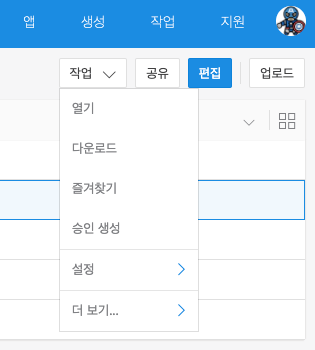 앱 생성 작업 지원
작업 공유 편집 업로드
열기
다운로드
즐겨찾기
승인 생성
설정
더 보기...